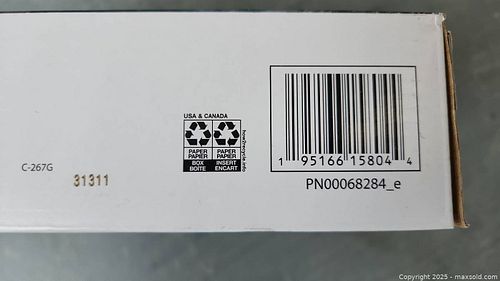 USA & CANADA
PAPER PAPER
PAPIER PAPIER
BOX INSERT
BOITE ENCART
how2recycle.info
C-267G
31311
1 95166 15804 4
PN00068284_e
Copyright © 2025 - maxsold.com